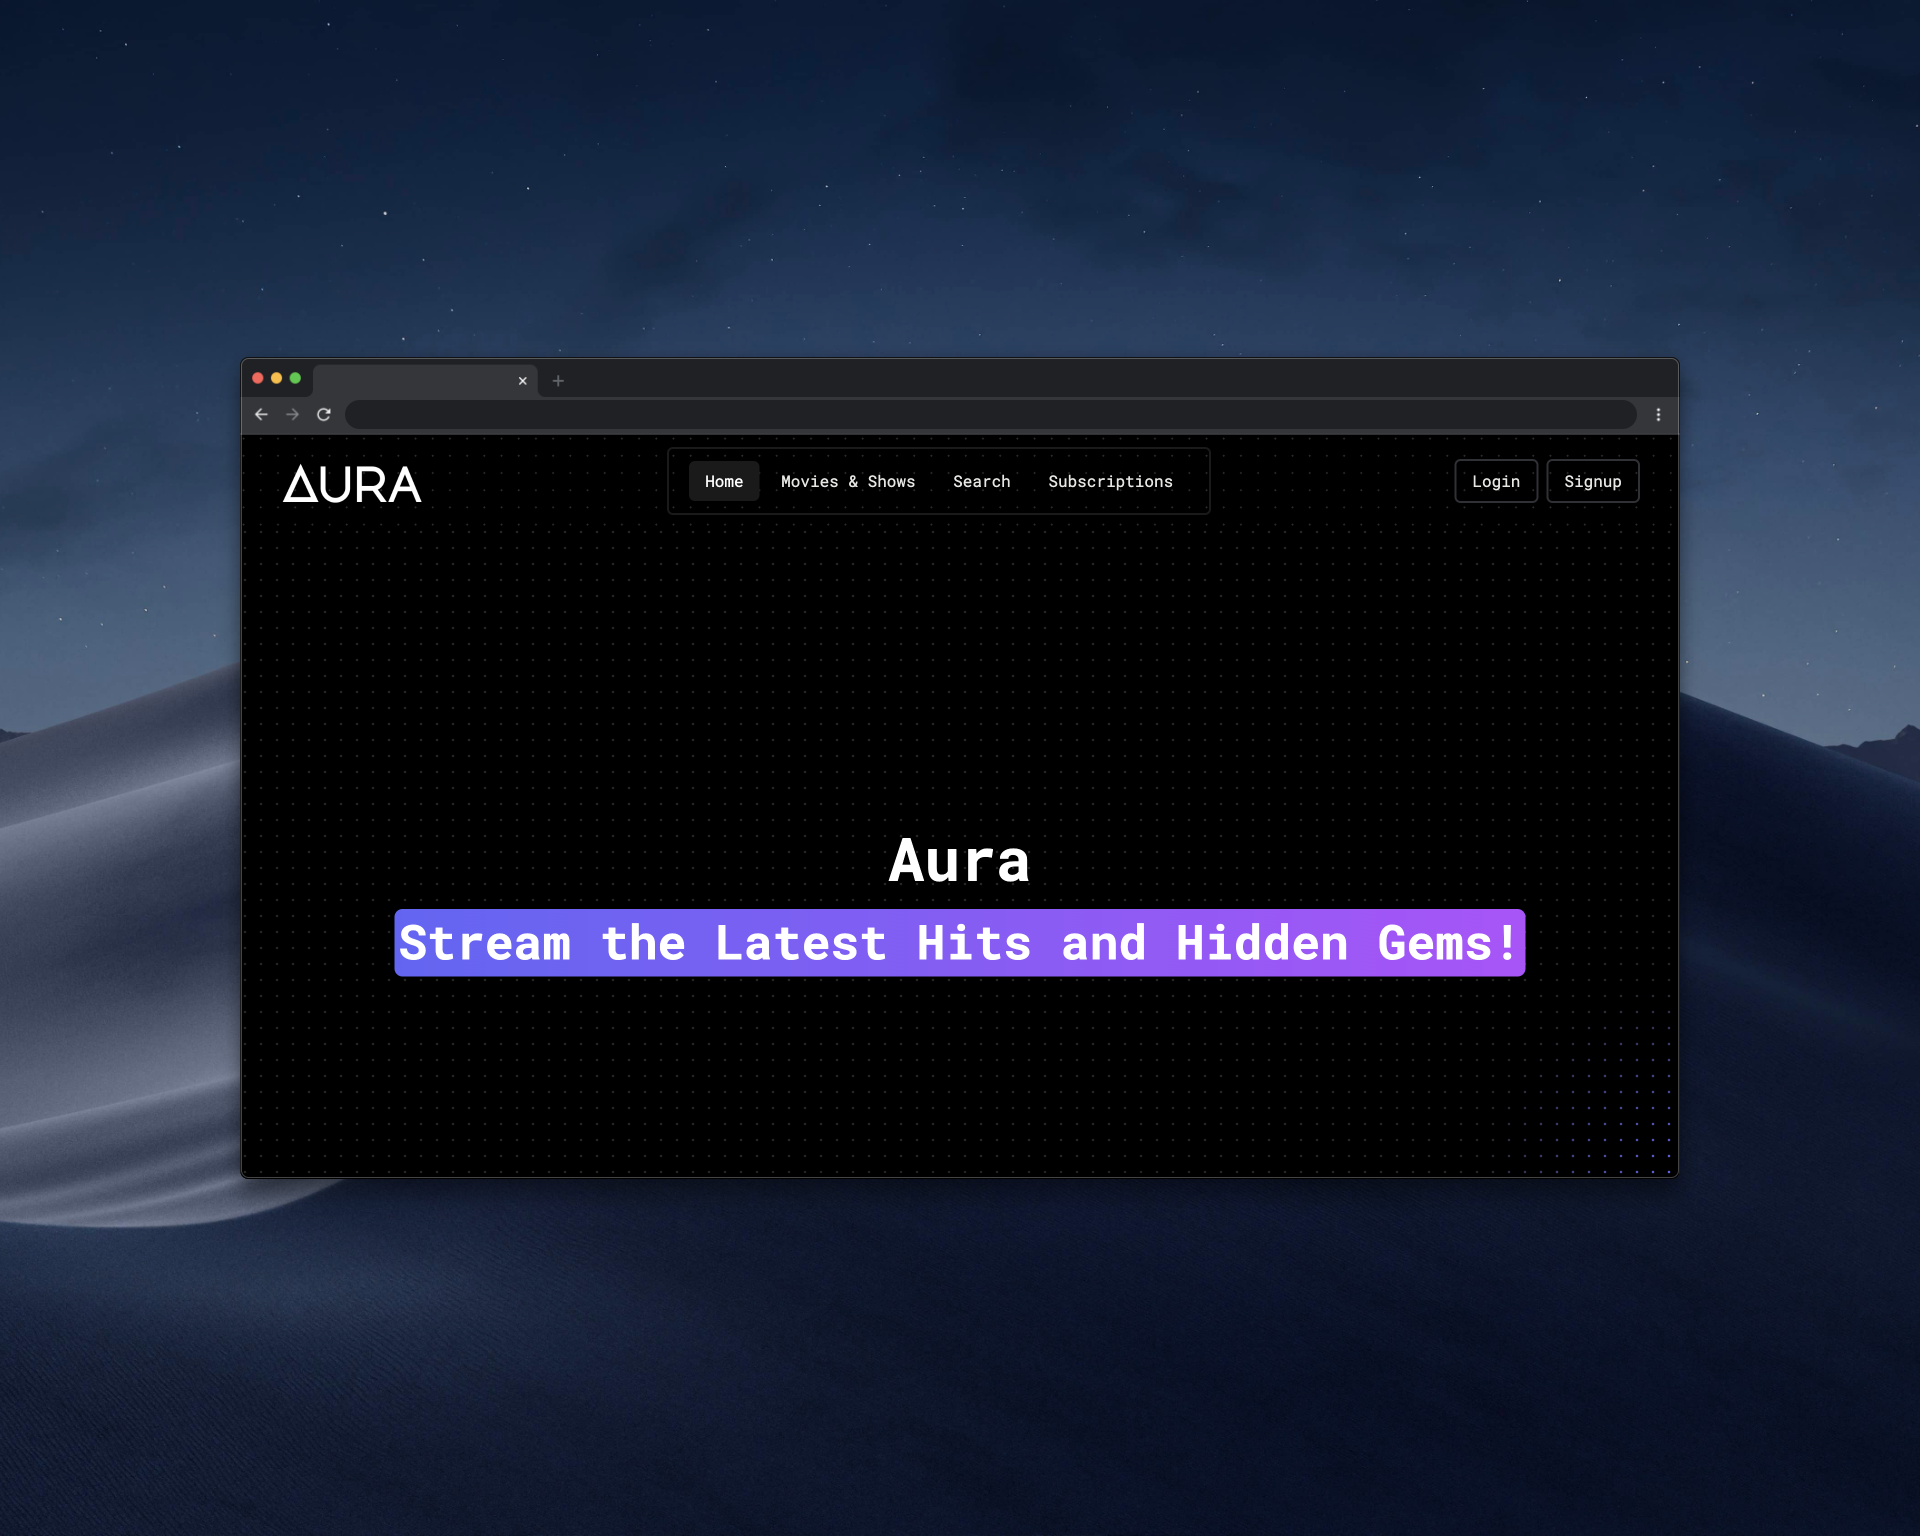 AURA
Home Movies & Shows Search Subscriptions
Login Signup
Aura
Stream the Latest Hits and Hidden Gems!